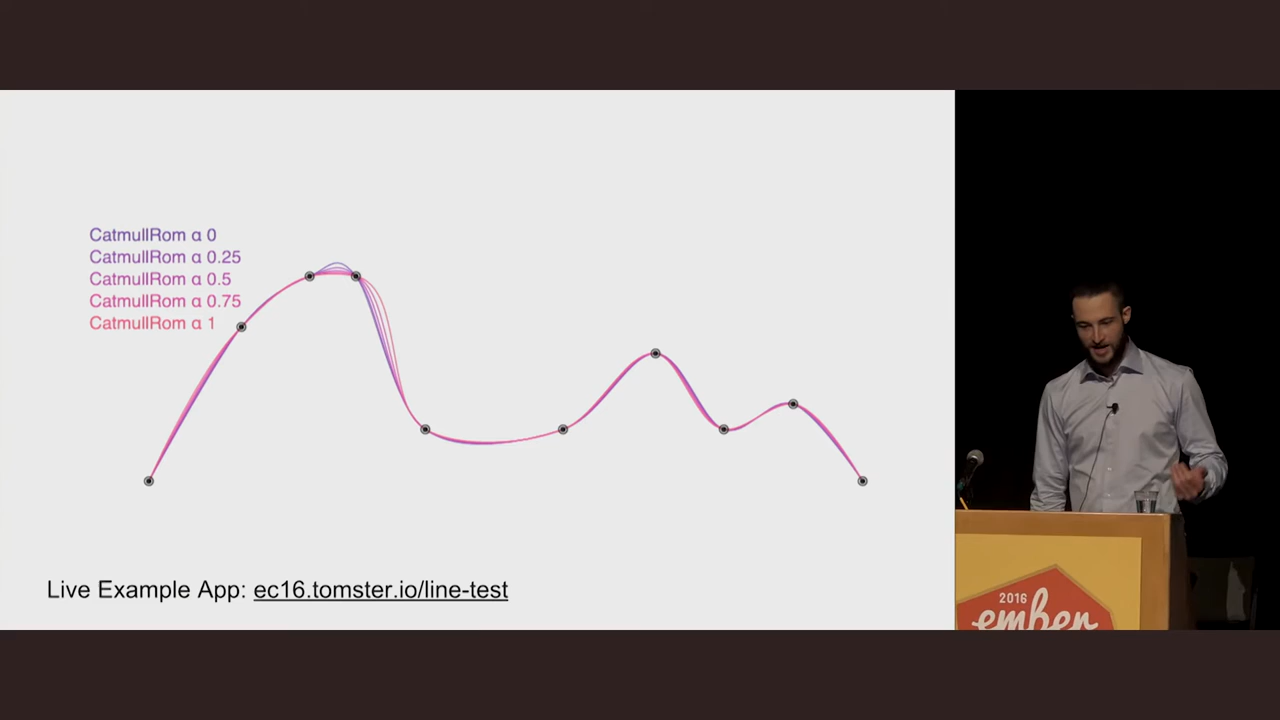 CatmullRom α 0
CatmullRom α 0.25
CatmullRom α 0.5
CatmullRom α 0.75
CatmullRom α 1
Live Example App: ec16.tomster.io/line-test
2016
ember